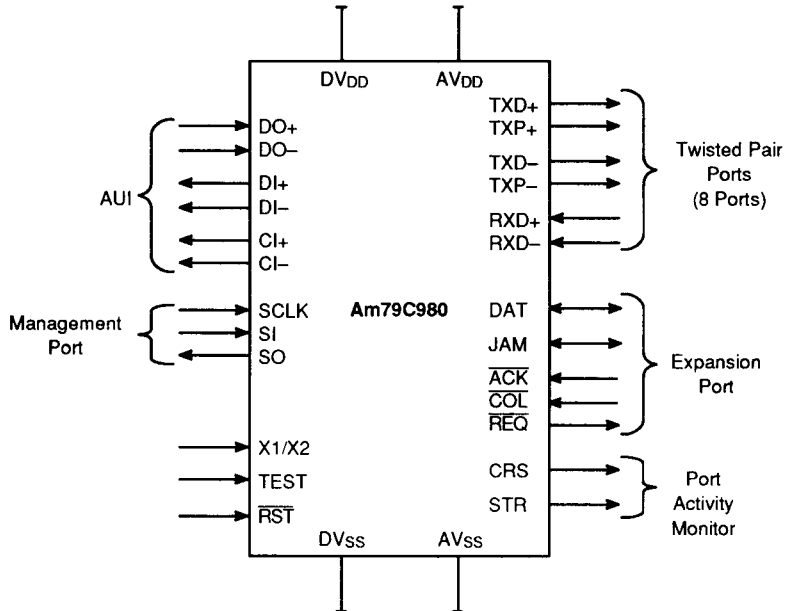 DVDD AVDD
AUI
DO+
DO–
DI+
DI–
CI+
CI–
Management
Port
SCLK
SI
SO
X1/X2
TEST
RST
Am79C980
TXD+
TXP+
TXD–
TXP–
RXD+
RXD–
Twisted Pair
Ports
(8 Ports)
DAT
JAM
ACK
COL
REQ
Expansion
Port
CRS
STR
Port
Activity
Monitor
DVSS AVSS